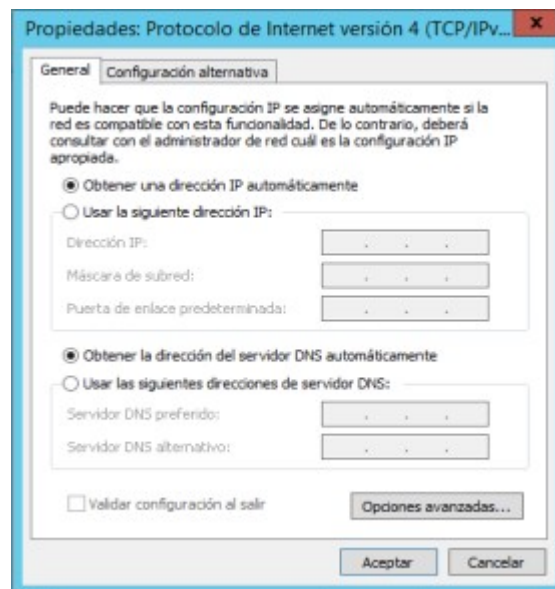 Propiedades: Protocolo de Internet versión 4 (TCP/IPv...
General
Configuración alternativa
Puede hacer que la configuración IP se asigne automáticamente si la
red es compatible con esta funcionalidad. De lo contrario, deberá
consultar con el administrador de red cuál es la configuración IP
apropiada.
Obtener una dirección IP automáticamente
Usar la siguiente dirección IP:
Dirección IP:
Máscara de subred:
Puerta de enlace predeterminada:
Obtener la dirección del servidor DNS automáticamente
Usar las siguientes direcciones de servidor DNS:
Servidor DNS preferido:
Servidor DNS alternativo:
Validar configuración al salir
Opciones avanzadas...
Aceptar
Cancelar